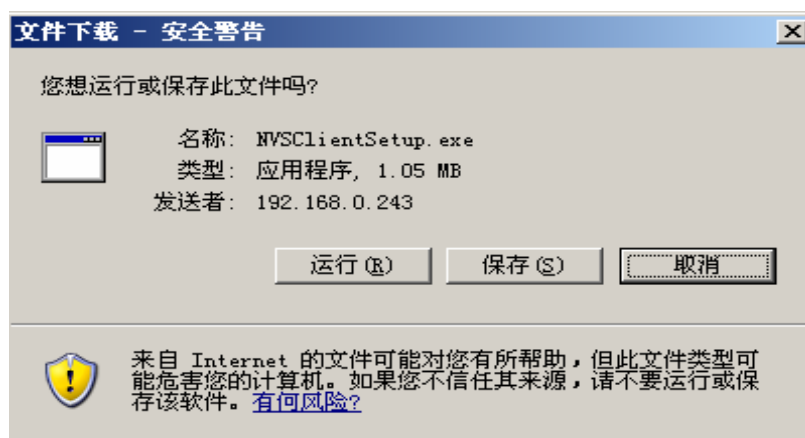 文件下载 - 安全警告
您想运行或保存此文件吗?
名称: NVSClientSetup.exe
类型: 应用程序, 1.05 MB
发送者: 192.168.0.243
运行(R) 保存(S) 取消
来自 Internet 的文件可能对您有所帮助，但此文件类型可
能危害您的计算机。如果您不信任其来源，请不要运行或保
存该软件。有何风险?